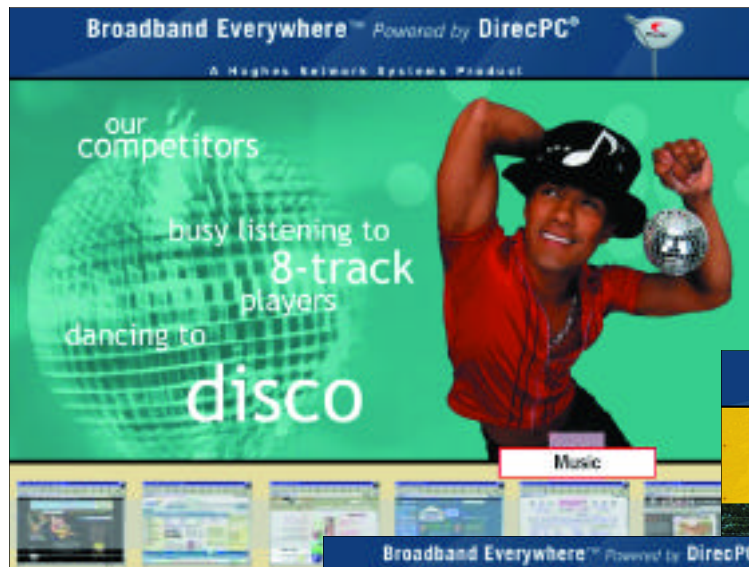 Broadband Everywhere™ Powered by DirecPC®
A Hughes Network Systems Product
our
competitors
busy listening to
8-track
players
dancing to
disco
Music
Broadband Everywhere™ Powered by DirecPC